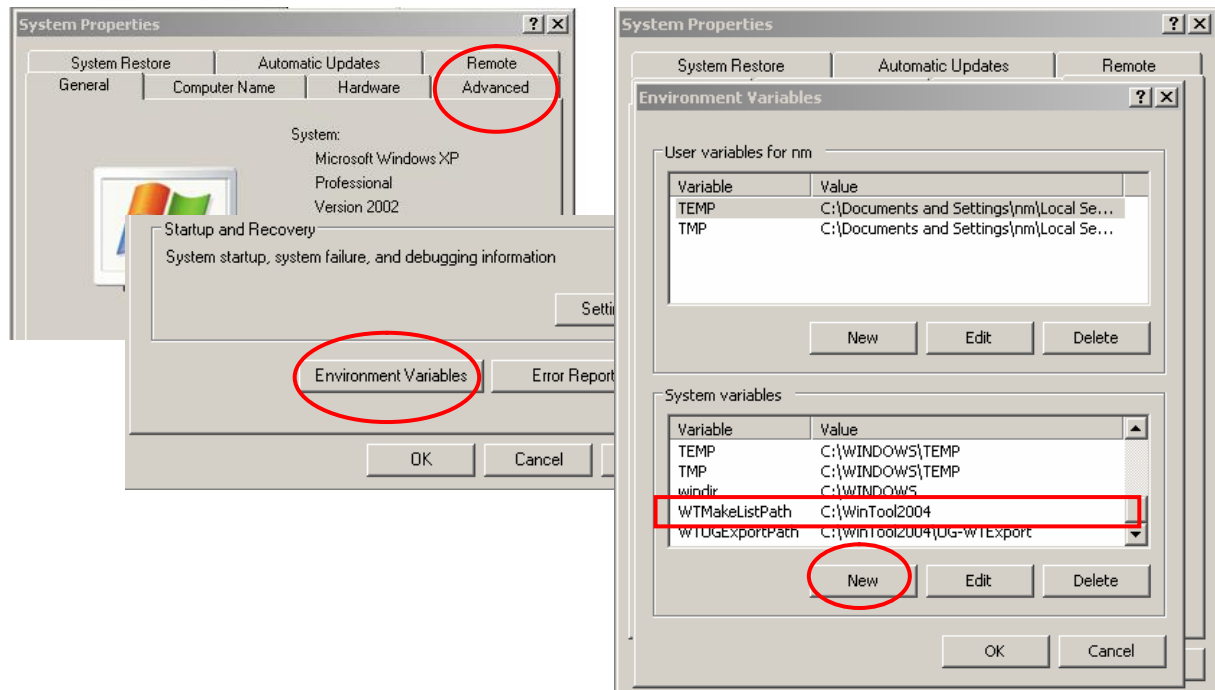 System Properties
System Restore Automatic Updates Remote
General Computer Name Hardware Advanced
System:
Microsoft Windows XP
Professional
Version 2002
Startup and Recovery
System startup, system failure, and debugging information
Setti
Environment Variables Error Report
OK Cancel
System Properties
System Restore Automatic Updates Remote
Environment Variables
User variables for nm
Variable Value
TEMP C:\Documents and Settings\nm\Local Se...
TMP C:\Documents and Settings\nm\Local Se...
New Edit Delete
System variables
Variable Value
TEMP C:\WINDOWS\TEMP
TMP C:\WINDOWS\TEMP
windir C:\WINDOWS
WTMakeListPath C:\WinTool2004
WTUGExportPath C:\WinTool2004\UG-WTExport
New Edit Delete
OK Cancel